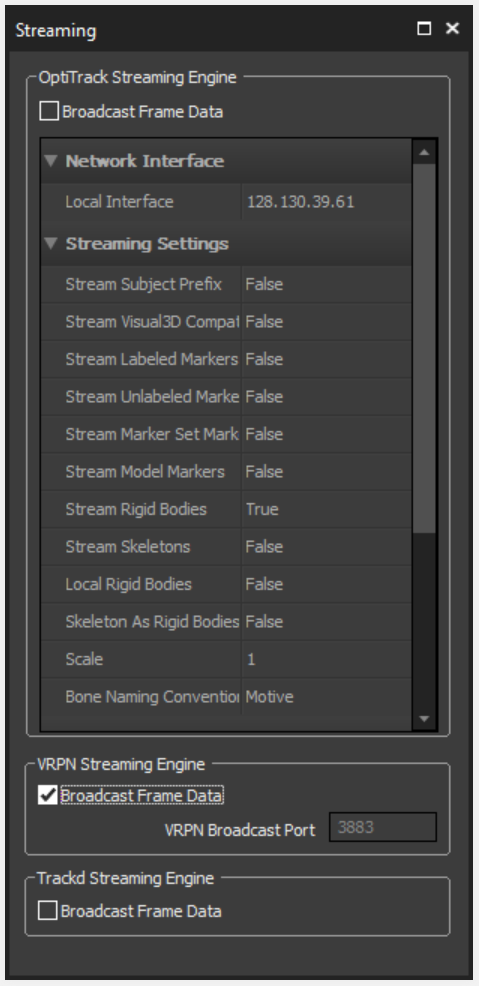 Streaming
OptiTrack Streaming Engine
Broadcast Frame Data
Network Interface
Local Interface 128.130.39.61
Streaming Settings
Stream Subject Prefix False
Stream Visual3D Compat False
Stream Labeled Markers False
Stream Unlabeled Marke False
Stream Marker Set Mark False
Stream Model Markers False
Stream Rigid Bodies True
Stream Skeletons False
Local Rigid Bodies False
Skeleton As Rigid Bodies False
Scale 1
Bone Naming Convention Motive
VRPN Streaming Engine
Broadcast Frame Data
VRPN Broadcast Port 3883
Trackd Streaming Engine
Broadcast Frame Data